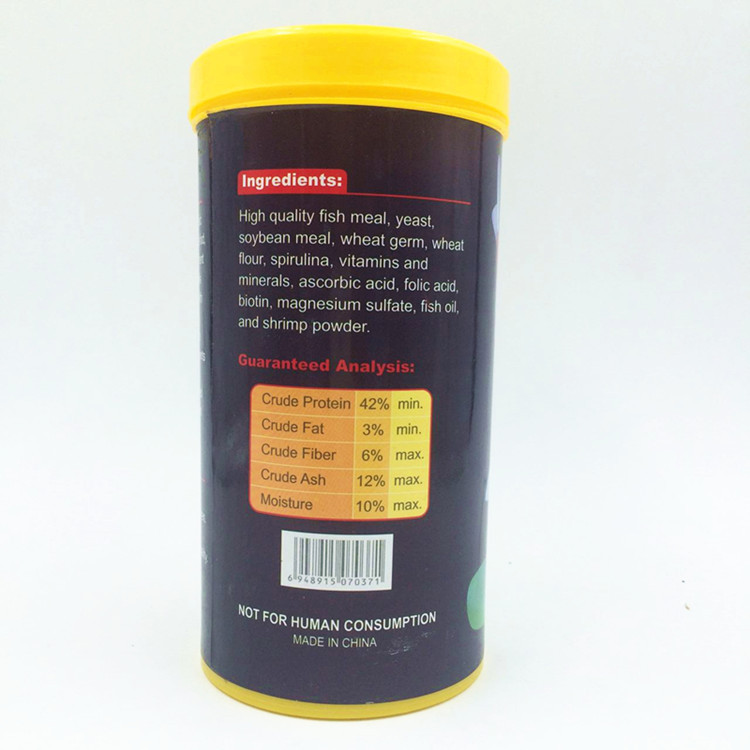 Ingredients:
High quality fish meal, yeast,
soybean meal, wheat germ, wheat
flour, spirulina, vitamins and
minerals, ascorbic acid, folic acid,
biotin, magnesium sulfate, fish oil,
and shrimp powder.
Guaranteed Analysis:
Crude Protein 42% min.
Crude Fat 3% min.
Crude Fiber 6% max.
Crude Ash 12% max.
Moisture 10% max.
6 948915 070371
NOT FOR HUMAN CONSUMPTION
MADE IN CHINA